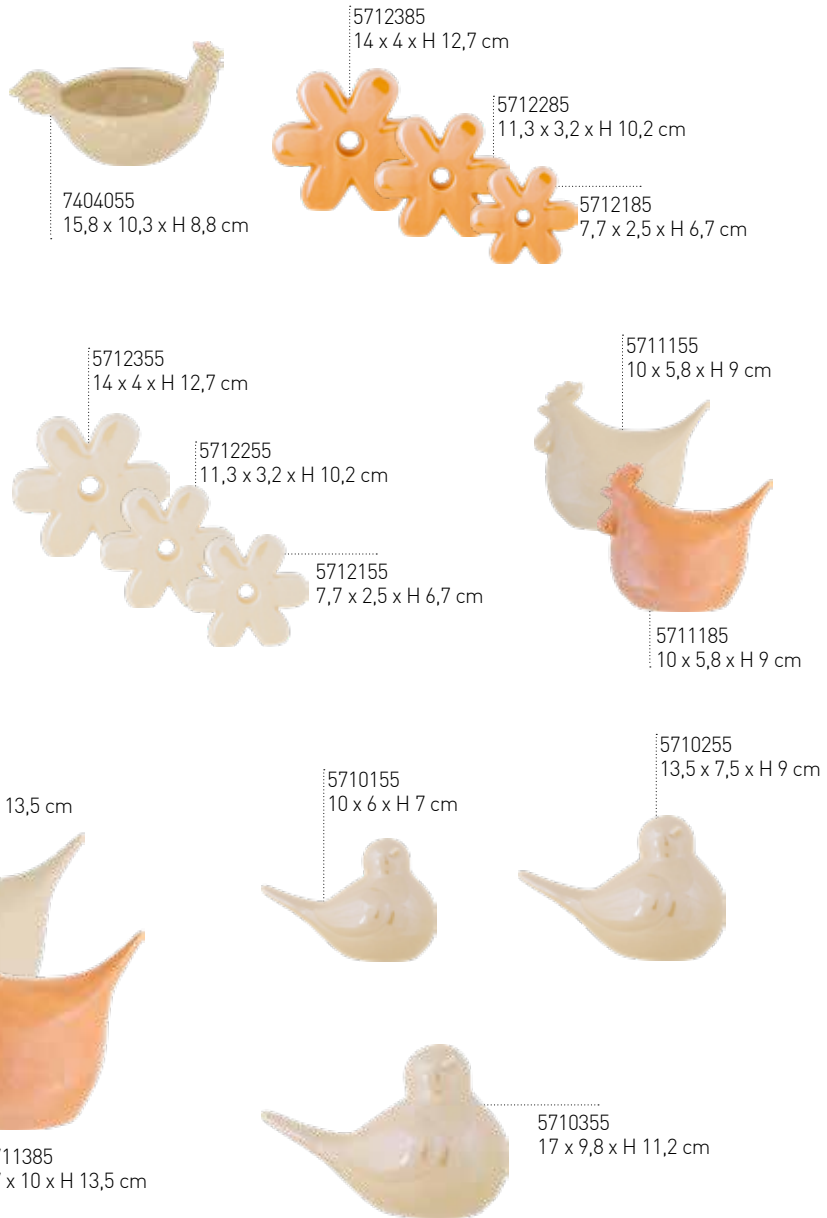 5712385
14 x 4 x H 12,7 cm
5712285
11,3 x 3,2 x H 10,2 cm
7404055
15,8 x 10,3 x H 8,8 cm
5712185
7,7 x 2,5 x H 6,7 cm
5712355
14 x 4 x H 12,7 cm
5711155
10 x 5,8 x H 9 cm
5712255
11,3 x 3,2 x H 10,2 cm
5712155
7,7 x 2,5 x H 6,7 cm
5711185
10 x 5,8 x H 9 cm
5710255
13,5 x 7,5 x H 9 cm
5710155
10 x 6 x H 7 cm
13,5 cm
5710355
17 x 9,8 x H 11,2 cm
11385
x 10 x H 13,5 cm